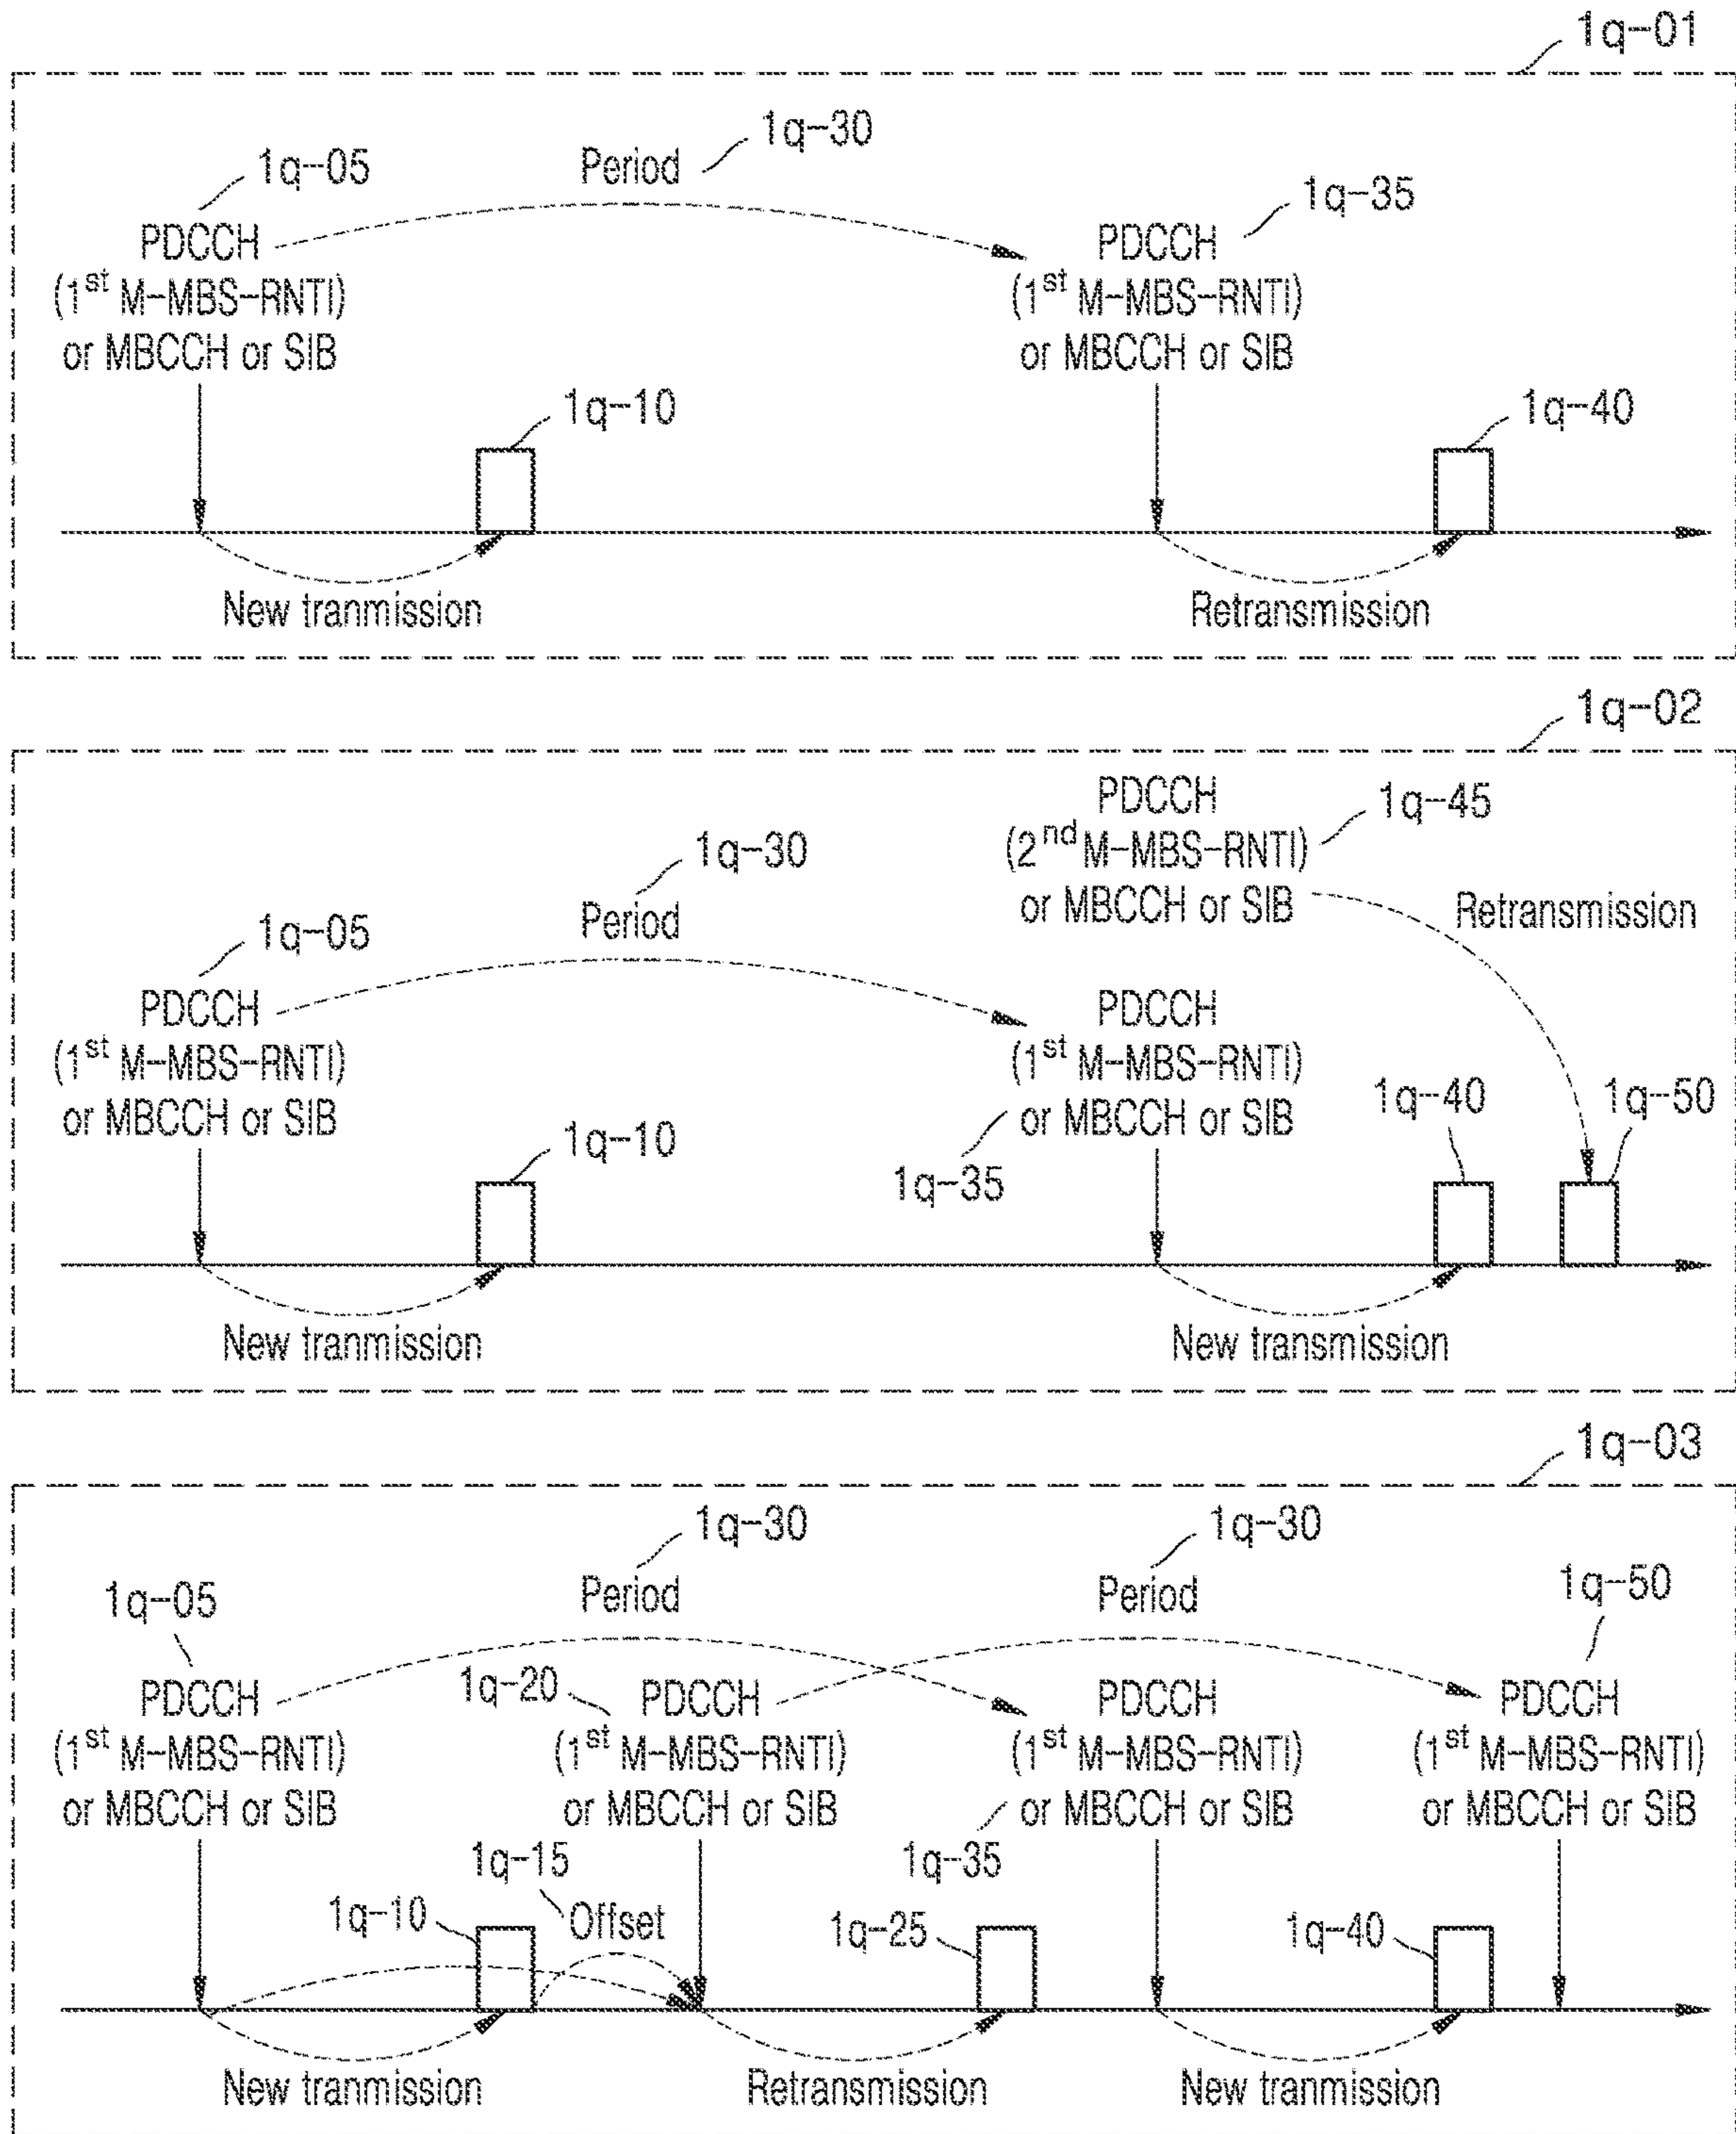 1q-01
1q-30
1q-05
Period
1q-35
PDCCH
(1st M-MBS-RNTI)
or MBCCH or SIB
PDCCH
(1st M-MBS-RNTI)
or MBCCH or SIB
1q-10
1q-40
New tranmission
Retransmission
1q-02
PDCCH
(2nd M-MBS-RNTI)
or MBCCH or SIB
1q-45
1q-30
Period
Retransmission
1q-05
PDCCH
(1st M-MBS-RNTI)
or MBCCH or SIB
PDCCH
(1st M-MBS-RNTI)
or MBCCH or SIB
1q-10
1q-35
1q-40
1q-50
New tranmission
New transmission
1q-03
1q-30
1q-30
1q-05
Period
Period
1q-50
PDCCH
(1st M-MBS-RNTI)
or MBCCH or SIB
1q-20
PDCCH
(1st M-MBS-RNTI)
or MBCCH or SIB
PDCCH
(1st M-MBS-RNTI)
or MBCCH or SIB
PDCCH
(1st M-MBS-RNTI)
or MBCCH or SIB
1q-15
1q-35
1q-10
Offset
1q-25
1q-40
New tranmission
Retransmission
New tranmission